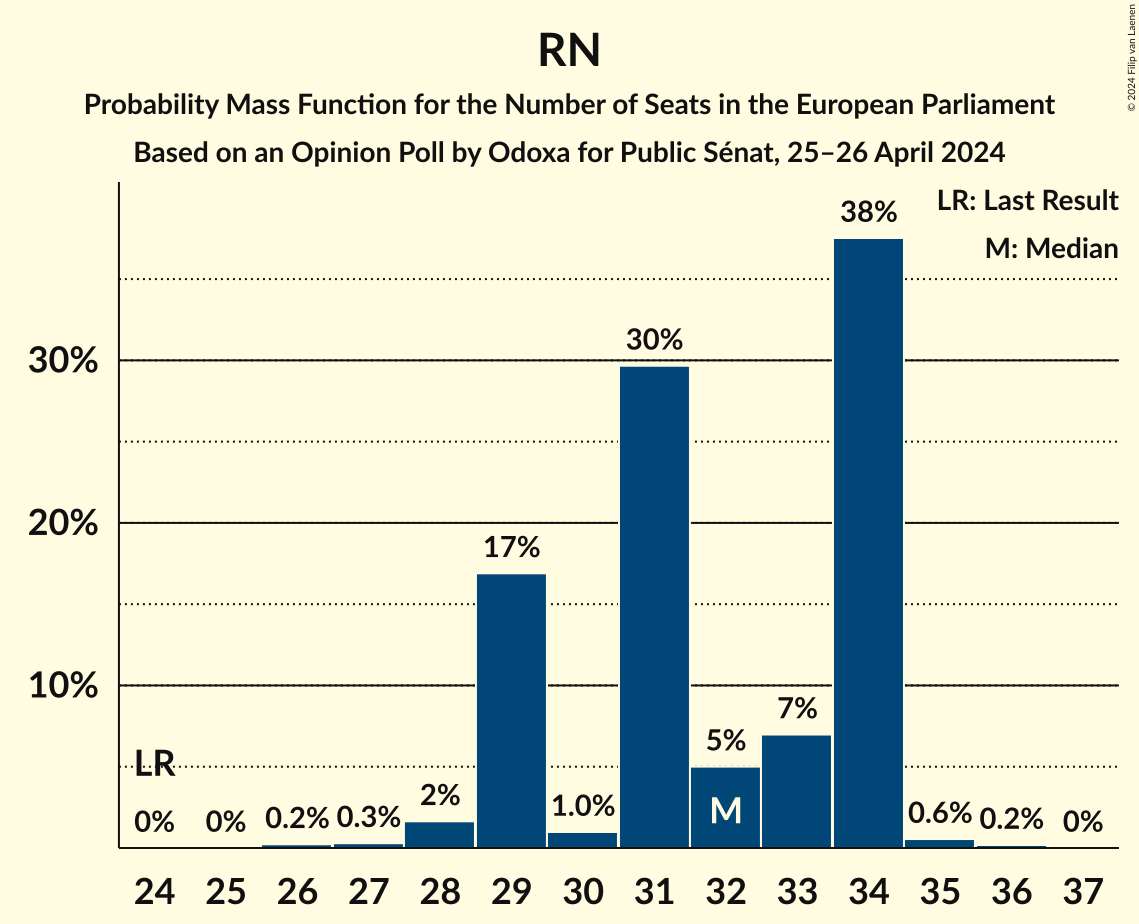 RN
Probability Mass Function for the Number of Seats in the European Parliament
Based on an Opinion Poll by Odoxa for Public Sénat, 25–26 April 2024
© 2024 Filip van Laenen
LR: Last Result
M: Median
38%
30%
30%
20%
17%
10%
7%
5%
LR
2%
M
0% 0% 0.2% 0.3% 1.0% 0.6% 0.2% 0%
24 25 26 27 28 29 30 31 32 33 34 35 36 37